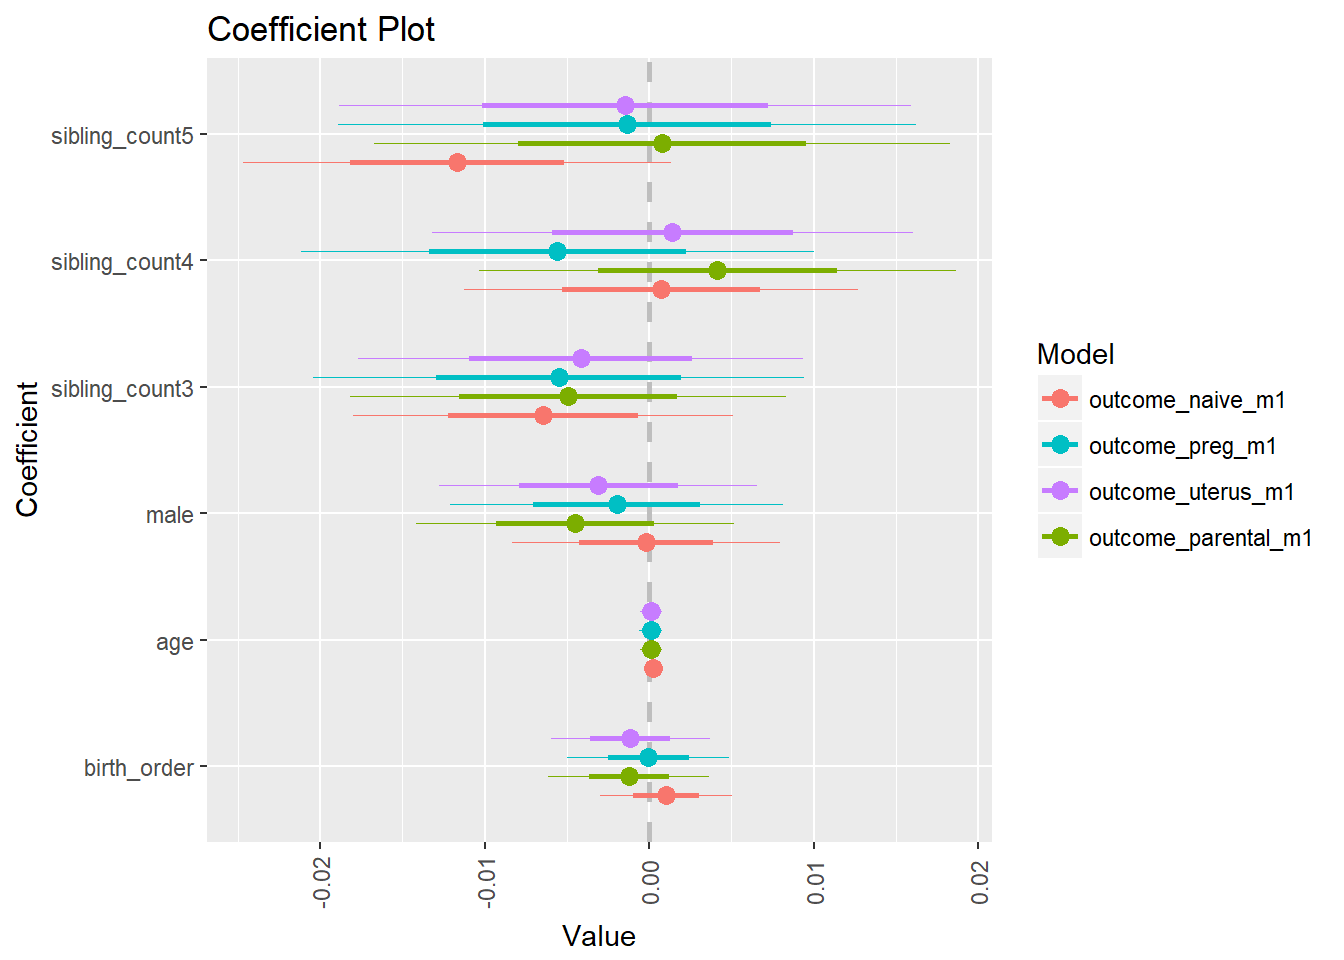 Coefficient Plot
Coefficient
sibling_count5
sibling_count4
sibling_count3
male
age
birth_order
-0.02
-0.01
0.00
0.01
0.02
Value
Model
outcome_naive_m1
outcome_preg_m1
outcome_uterus_m1
outcome_parental_m1